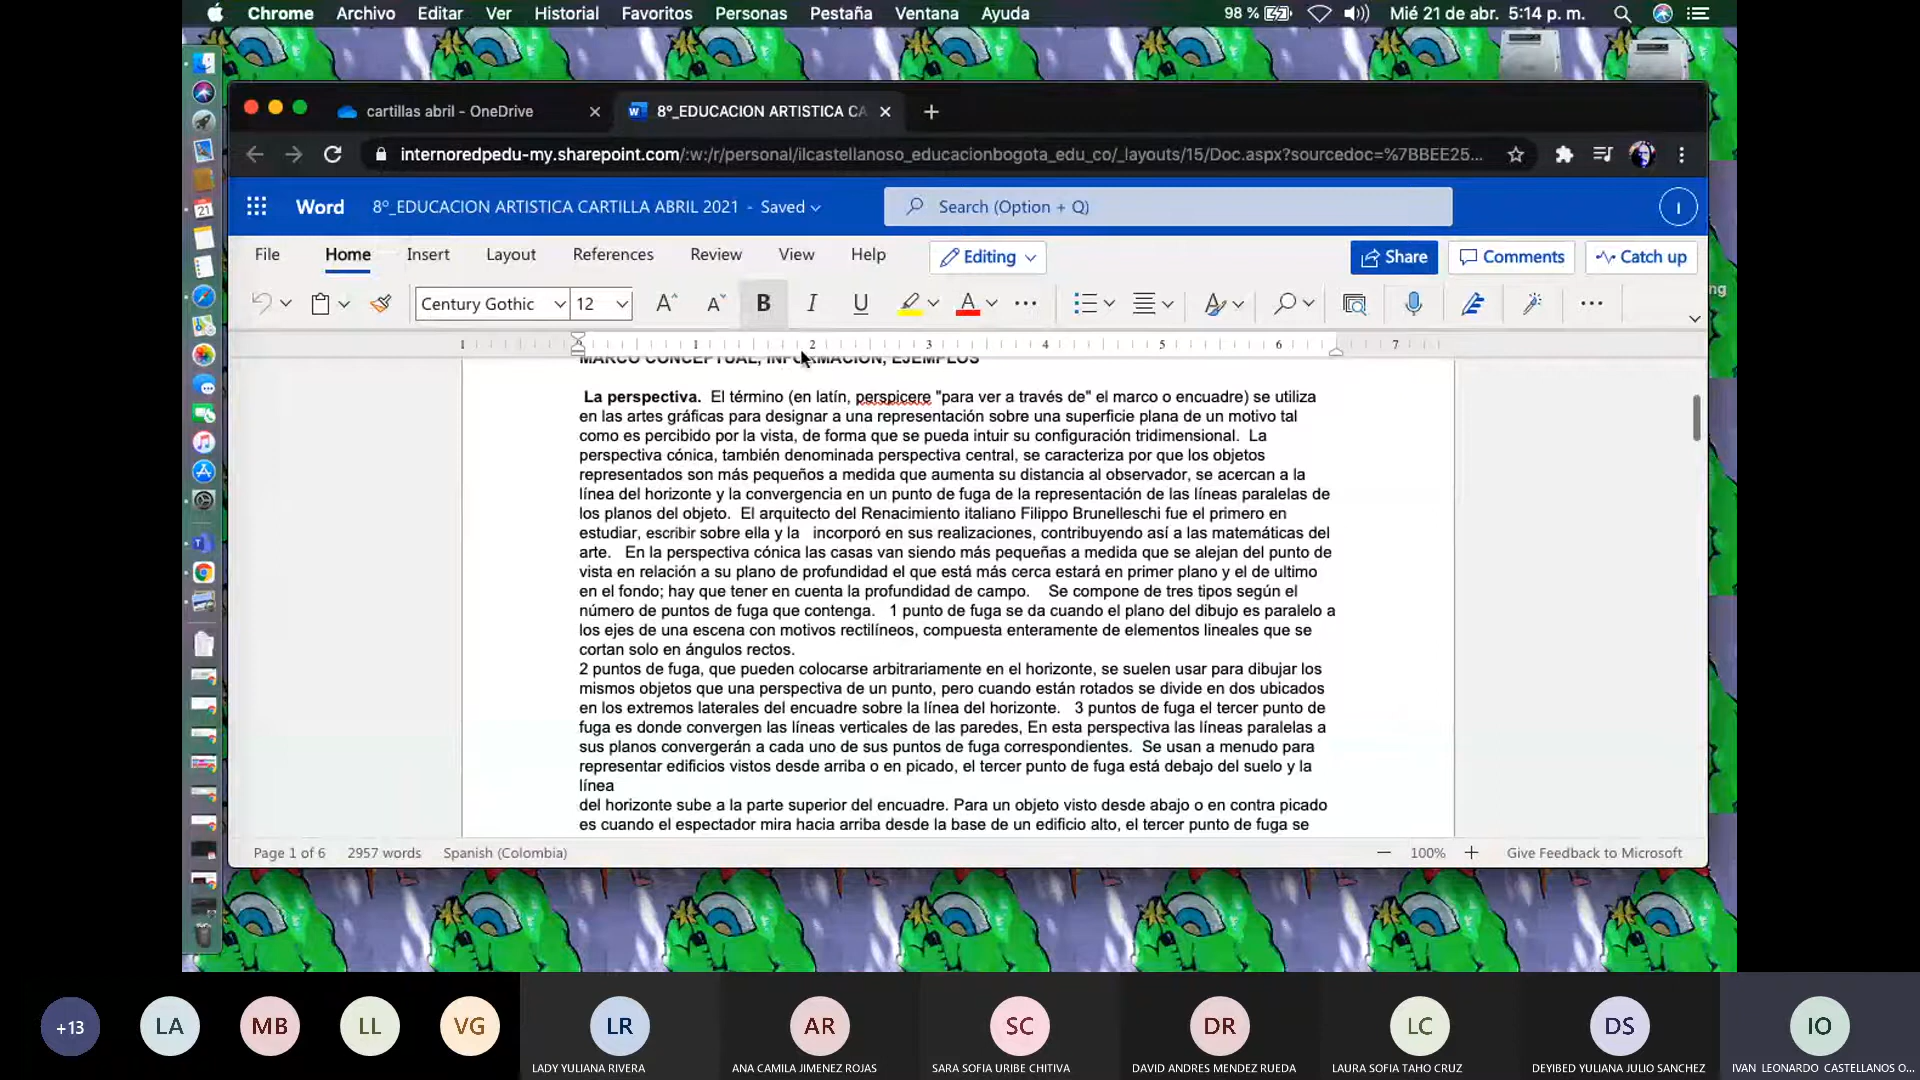 Chrome Archivo Editar Ver Historial Favoritos Personas Pestaña Ventana Ayuda 98 % Mié 21 de abr. 5:14 p. m.
cartillas abril - OneDrive 8º_EDUCACION ARTISTICA CA
internoredpedu-my.sharepoint.com/:w:/r/personal/ilcastellanoso_educacionbogota_edu_co/_layouts/15/Doc.aspx?sourcedoc=%7BBEE25...
Word 8º_EDUCACION ARTISTICA CARTILLA ABRIL 2021 - Saved Search (Option + Q) I
File Home Insert Layout References Review View Help Editing Share Comments Catch up
Century Gothic 12 A A B I U A
1 1 2 3 4 5 6 7
MARCO CONCEPTUAL, INFORMACIÓN, EJEMPLOS
La perspectiva. El término (en latín, perspicere "para ver a través de" el marco o encuadre) se utiliza
en las artes gráficas para designar a una representación sobre una superficie plana de un motivo tal
como es percibido por la vista, de forma que se pueda intuir su configuración tridimensional. La
perspectiva cónica, también denominada perspectiva central, se caracteriza por que los objetos
representados son más pequeños a medida que aumenta su distancia al observador, se acercan a la
línea del horizonte y la convergencia en un punto de fuga de la representación de las líneas paralelas de
los planos del objeto. El arquitecto del Renacimiento italiano Filippo Brunelleschi fue el primero en
estudiar, escribir sobre ella y la incorporó en sus realizaciones, contribuyendo así a las matemáticas del
arte. En la perspectiva cónica las casas van siendo más pequeñas a medida que se alejan del punto de
vista en relación a su plano de profundidad el que está más cerca estará en primer plano y el de ultimo
en el fondo; hay que tener en cuenta la profundidad de campo. Se compone de tres tipos según el
número de puntos de fuga que contenga. 1 punto de fuga se da cuando el plano del dibujo es paralelo a
los ejes de una escena con motivos rectilíneos, compuesta enteramente de elementos lineales que se
cortan solo en ángulos rectos.
2 puntos de fuga, que pueden colocarse arbitrariamente en el horizonte, se suelen usar para dibujar los
mismos objetos que una perspectiva de un punto, pero cuando están rotados se divide en dos ubicados
en los extremos laterales del encuadre sobre la línea del horizonte. 3 puntos de fuga el tercer punto de
fuga es donde convergen las líneas verticales de las paredes, En esta perspectiva las líneas paralelas a
sus planos convergerán a cada uno de sus puntos de fuga correspondientes. Se usan a menudo para
representar edificios vistos desde arriba o en picado, el tercer punto de fuga está debajo del suelo y la
línea
del horizonte sube a la parte superior del encuadre. Para un objeto visto desde abajo o en contra picado
es cuando el espectador mira hacia arriba desde la base de un edificio alto, el tercer punto de fuga se
Page 1 of 6 2957 words Spanish (Colombia) 100% Give Feedback to Microsoft
+13 LA MB LL VG LR AR SC DR LC DS IO
LADY YULIANA RIVERA ANA CAMILA JIMENEZ ROJAS SARA SOFIA URIBE CHITIVA DAVID ANDRES MENDEZ RUEDA LAURA SOFIA TAHO CRUZ DEYIBED YULIANA JULIO SANCHEZ IVAN LEONARDO CASTELLANOS O...